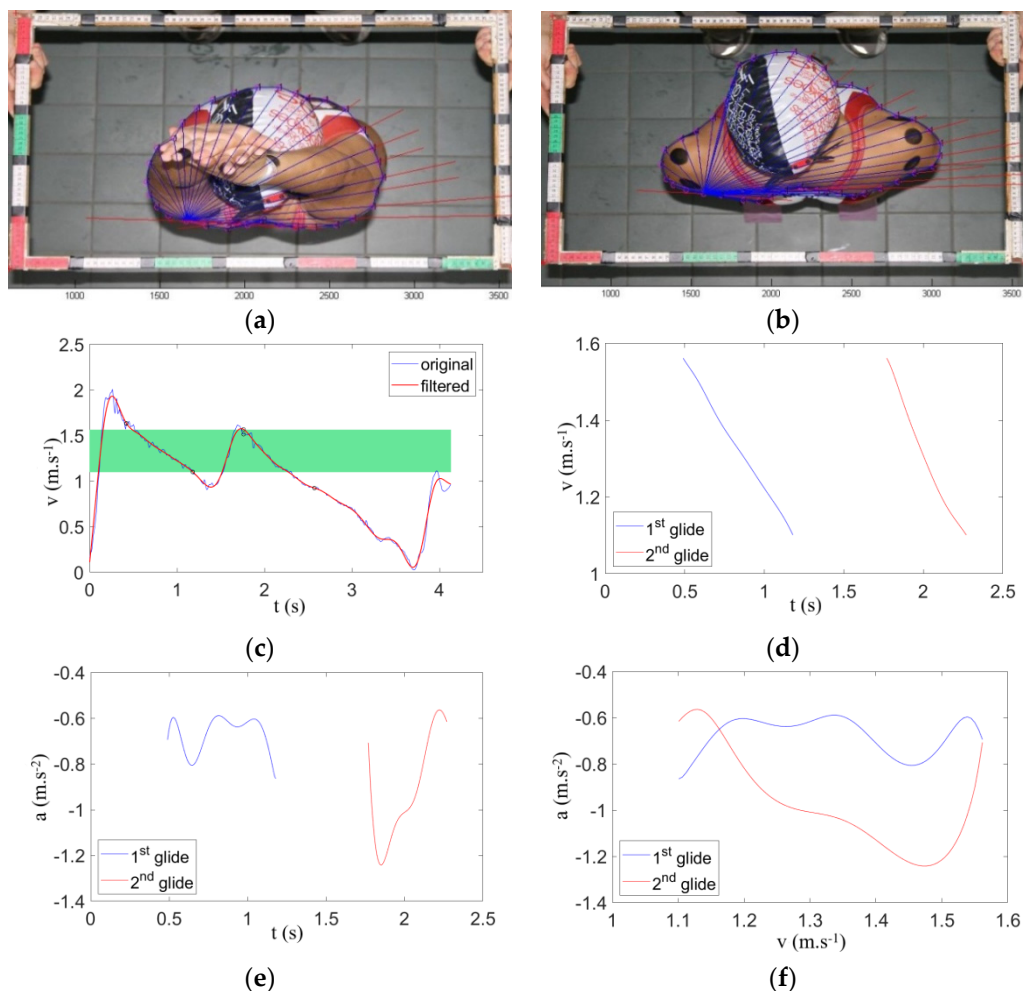 1000 1500 2000 2500 3000 3500
1000 1500 2000 2500 3000 3500
(a)
(b)
2.5
2
1.5
1
0.5
0
v (m.s-1)
original
filtered
0 1 2 3 4
t (s)
(c)
1.6
1.4
1.2
1
v (m.s-1)
1st glide
2nd glide
0 0.5 1 1.5 2 2.5
t (s)
(d)
-0.4
-0.6
-0.8
-1
-1.2
-1.4
a (m.s-2)
1st glide
2nd glide
0 0.5 1 1.5 2 2.5
t (s)
(e)
-0.4
-0.6
-0.8
-1
-1.2
-1.4
a (m.s-2)
1st glide
2nd glide
1 1.1 1.2 1.3 1.4 1.5 1.6
v (m.s-1)
(f)